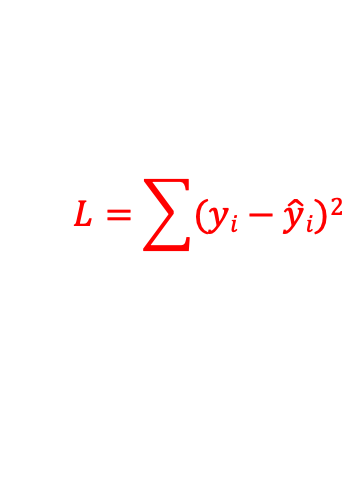 L = ∑(yᵢ − ŷᵢ)²